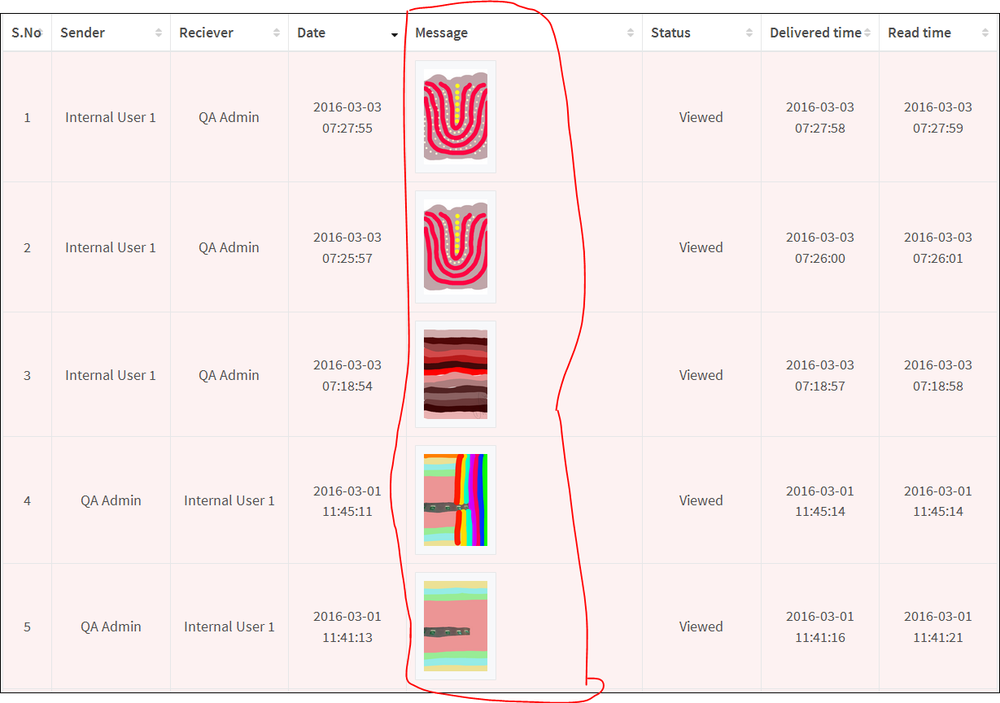 S.No Sender Reciever Date Message Status Delivered time Read time
1 Internal User 1 QA Admin 2016-03-03 07:27:55 Viewed 2016-03-03 07:27:58 2016-03-03 07:27:59
2 Internal User 1 QA Admin 2016-03-03 07:25:57 Viewed 2016-03-03 07:26:00 2016-03-03 07:26:01
3 Internal User 1 QA Admin 2016-03-03 07:18:54 Viewed 2016-03-03 07:18:57 2016-03-03 07:18:58
4 QA Admin Internal User 1 2016-03-01 11:45:11 Viewed 2016-03-01 11:45:14 2016-03-01 11:45:14
5 QA Admin Internal User 1 2016-03-01 11:41:13 Viewed 2016-03-01 11:41:16 2016-03-01 11:41:21